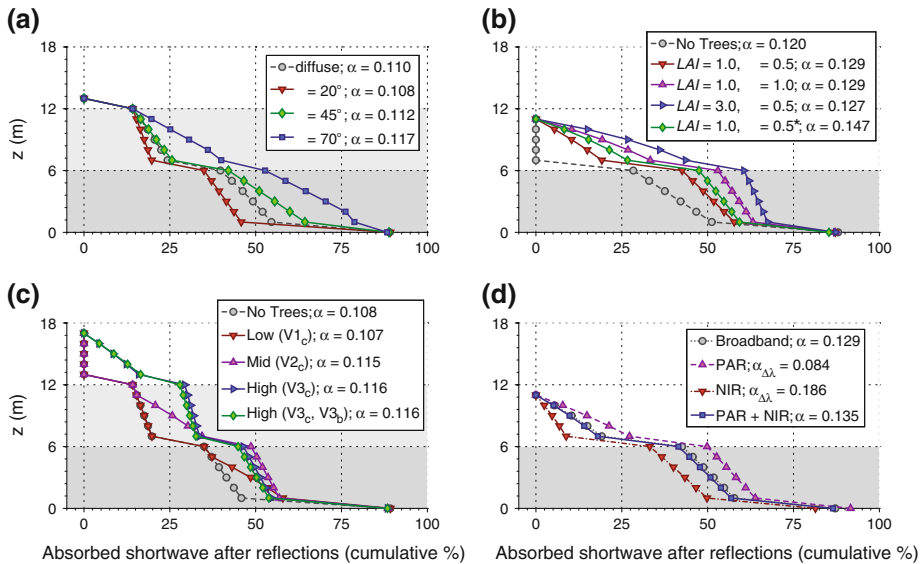 (a)
diffuse; α = 0.110
= 20°; α = 0.108
= 45°; α = 0.112
= 70°; α = 0.117
z (m)
18
12
6
0
0 25 50 75 100
(b)
No Trees; α = 0.120
LAI = 1.0, = 0.5; α = 0.129
LAI = 1.0, = 1.0; α = 0.129
LAI = 3.0, = 0.5; α = 0.127
LAI = 1.0, = 0.5*; α = 0.147
18
12
6
0
0 25 50 75 100
(c)
No Trees; α = 0.108
Low (V1c); α = 0.107
Mid (V2c); α = 0.115
High (V3c); α = 0.116
High (V3c, V3b); α = 0.116
z (m)
18
12
6
0
0 25 50 75 100
Absorbed shortwave after reflections (cumulative %)
(d)
Broadband; α = 0.129
PAR; αΔλ = 0.084
NIR; αΔλ = 0.186
PAR + NIR; α = 0.135
18
12
6
0
0 25 50 75 100
Absorbed shortwave after reflections (cumulative %)